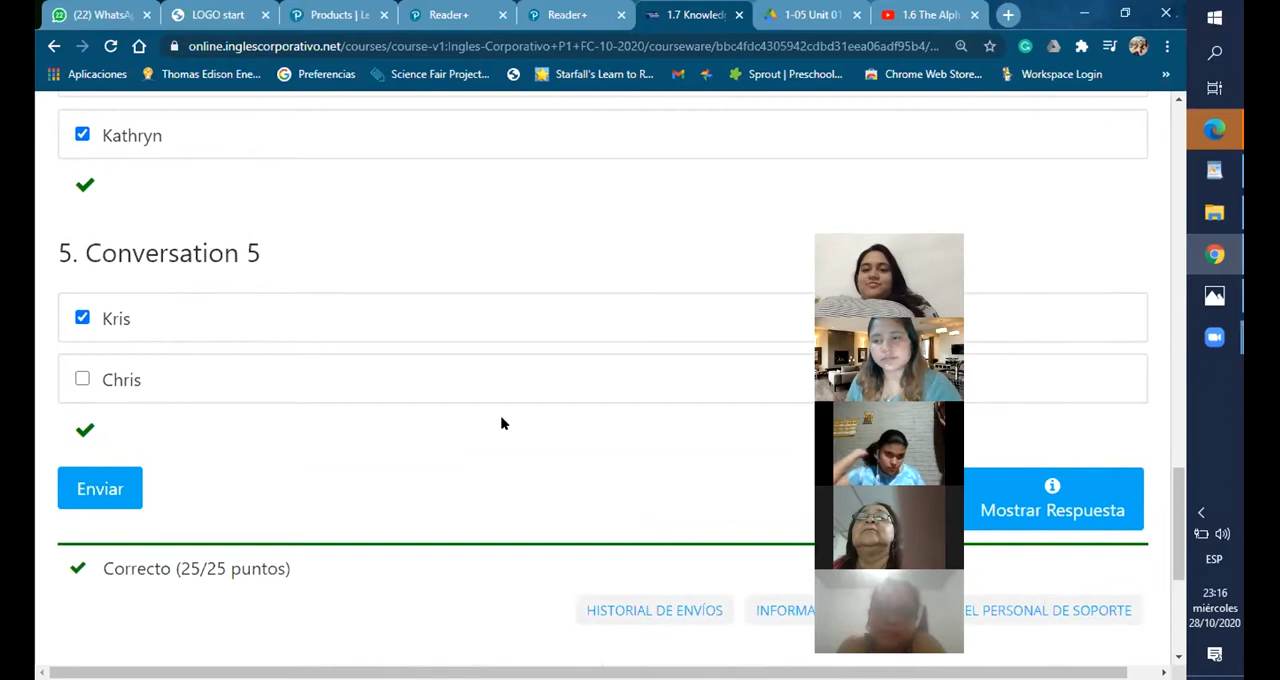 (22) WhatsA
LOGO start
Products | Le
Reader+
Reader+
1.7 Knowled
1-05 Unit 01
1.6 The Alph
online.inglescorporativo.net/courses/course-v1:Ingles-Corporativo+P1+FC-10-2020/courseware/bbc4fdc4305942cdbd31eea06adf95b4/...
Aplicaciones
Thomas Edison Ene...
Preferencias
Science Fair Project...
Starfall's Learn to R...
Sprout | Preschool...
Chrome Web Store...
Workspace Login
»
Kathryn
5. Conversation 5
Kris
Chris
Enviar
Mostrar Respuesta
Correcto (25/25 puntos)
HISTORIAL DE ENVÍOS
INFORMA
EL PERSONAL DE SOPORTE
ESP
23:16
miércoles
28/10/2020